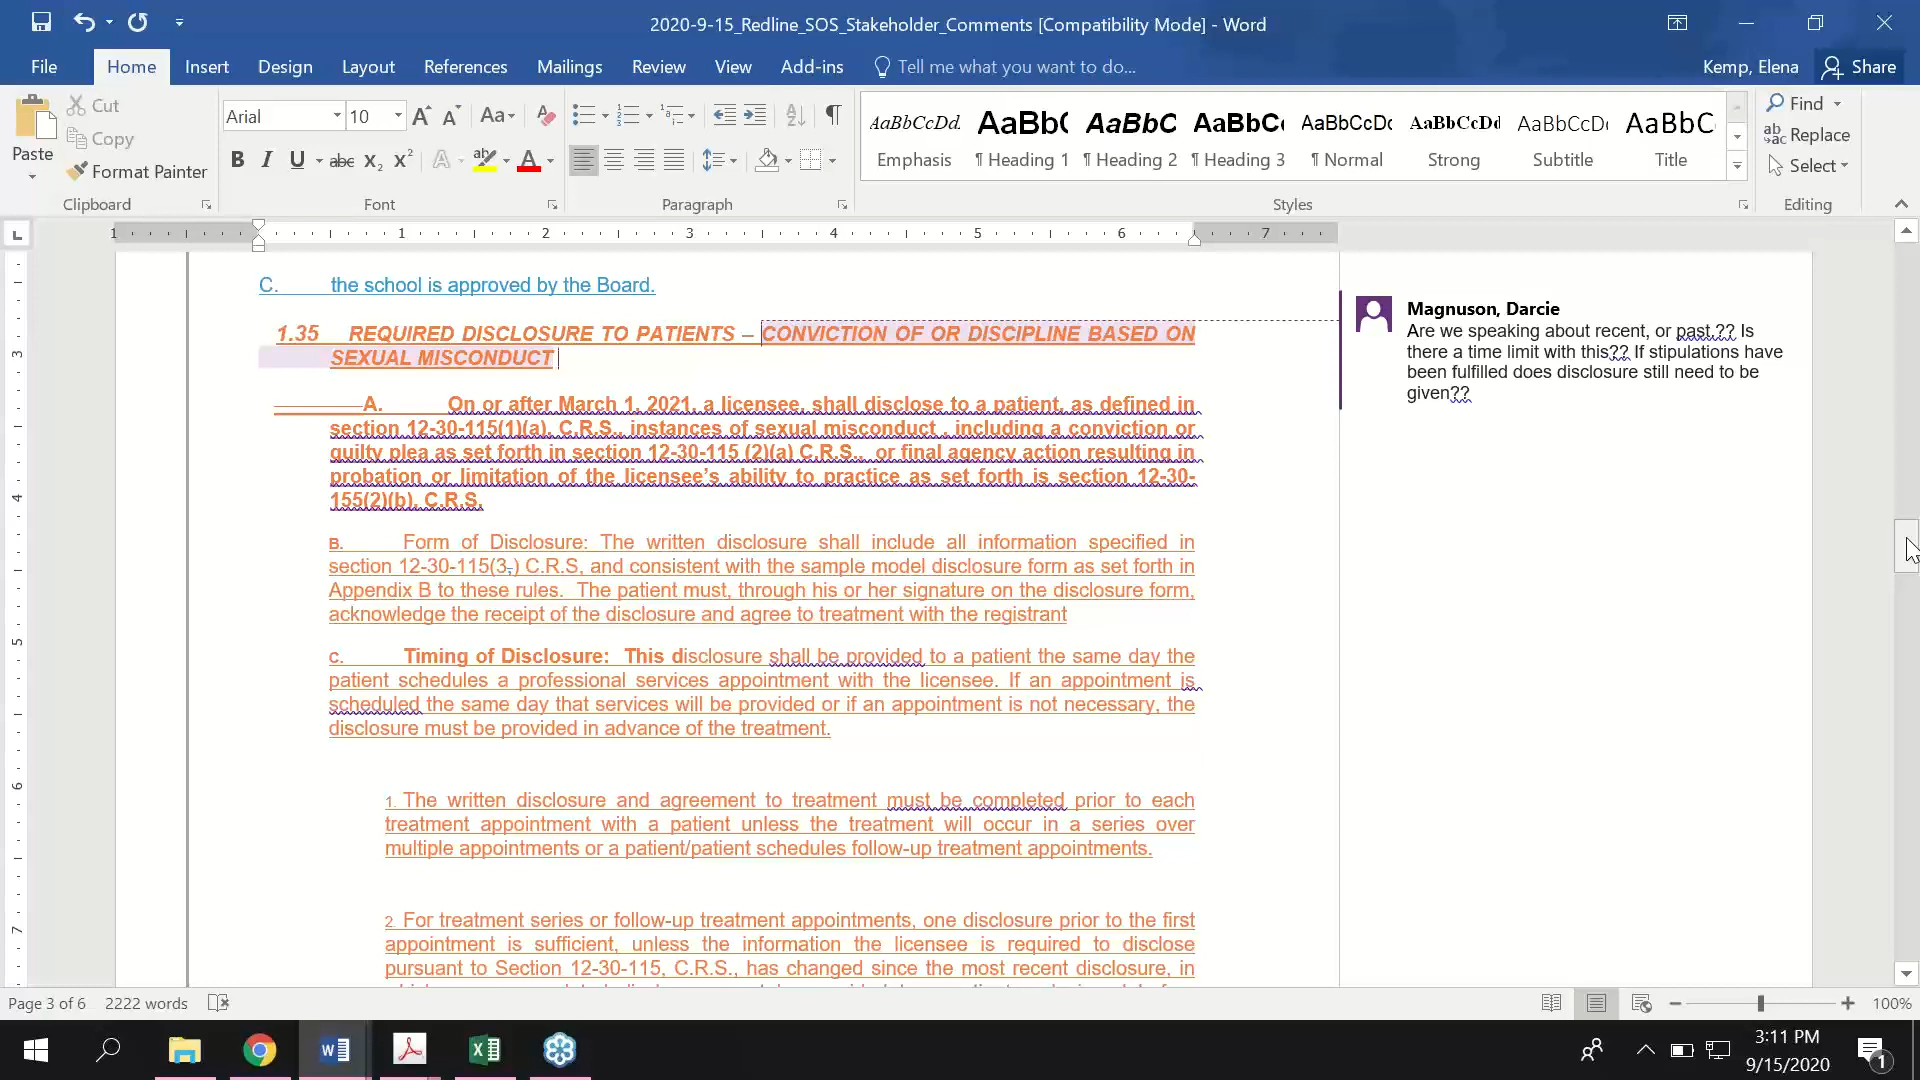 2020-9-15_Redline_SOS_Stakeholder_Comments [Compatibility Mode] - Word
File Home Insert Design Layout References Mailings Review View Add-ins Tell me what you want to do... Kemp, Elena Share
Paste
Cut
Copy
Format Painter
Clipboard
Arial 10
Font
Paragraph
AaBbCcDd. AaBbC AaBbC AaBbC AaBbCcDc AaBbCcDd AaBbCcD AaBbC
Emphasis ¶ Heading 1 ¶ Heading 2 ¶ Heading 3 ¶ Normal Strong Subtitle Title
Styles
Find
Replace
Select
Editing
1 1 2 3 4 5 6 7
3
4
5
6
7
C. the school is approved by the Board.
1.35 REQUIRED DISCLOSURE TO PATIENTS – CONVICTION OF OR DISCIPLINE BASED ON
SEXUAL MISCONDUCT
A. On or after March 1, 2021, a licensee, shall disclose to a patient, as defined in
section 12-30-115(1)(a), C.R.S., instances of sexual misconduct , including a conviction or
guilty plea as set forth in section 12-30-115 (2)(a) C.R.S., or final agency action resulting in
probation or limitation of the licensee's ability to practice as set forth is section 12-30-
155(2)(b), C.R.S.
B. Form of Disclosure: The written disclosure shall include all information specified in
section 12-30-115(3,) C.R.S, and consistent with the sample model disclosure form as set forth in
Appendix B to these rules. The patient must, through his or her signature on the disclosure form,
acknowledge the receipt of the disclosure and agree to treatment with the registrant
C. Timing of Disclosure: This disclosure shall be provided to a patient the same day the
patient schedules a professional services appointment with the licensee. If an appointment is
scheduled the same day that services will be provided or if an appointment is not necessary, the
disclosure must be provided in advance of the treatment.
1. The written disclosure and agreement to treatment must be completed prior to each
treatment appointment with a patient unless the treatment will occur in a series over
multiple appointments or a patient/patient schedules follow-up treatment appointments.
2. For treatment series or follow-up treatment appointments, one disclosure prior to the first
appointment is sufficient, unless the information the licensee is required to disclose
pursuant to Section 12-30-115, C.R.S., has changed since the most recent disclosure, in
Magnuson, Darcie
Are we speaking about recent, or past,?? Is
there a time limit with this?? If stipulations have
been fulfilled does disclosure still need to be
given??
Page 3 of 6 2222 words 100%
3:11 PM
9/15/2020
1